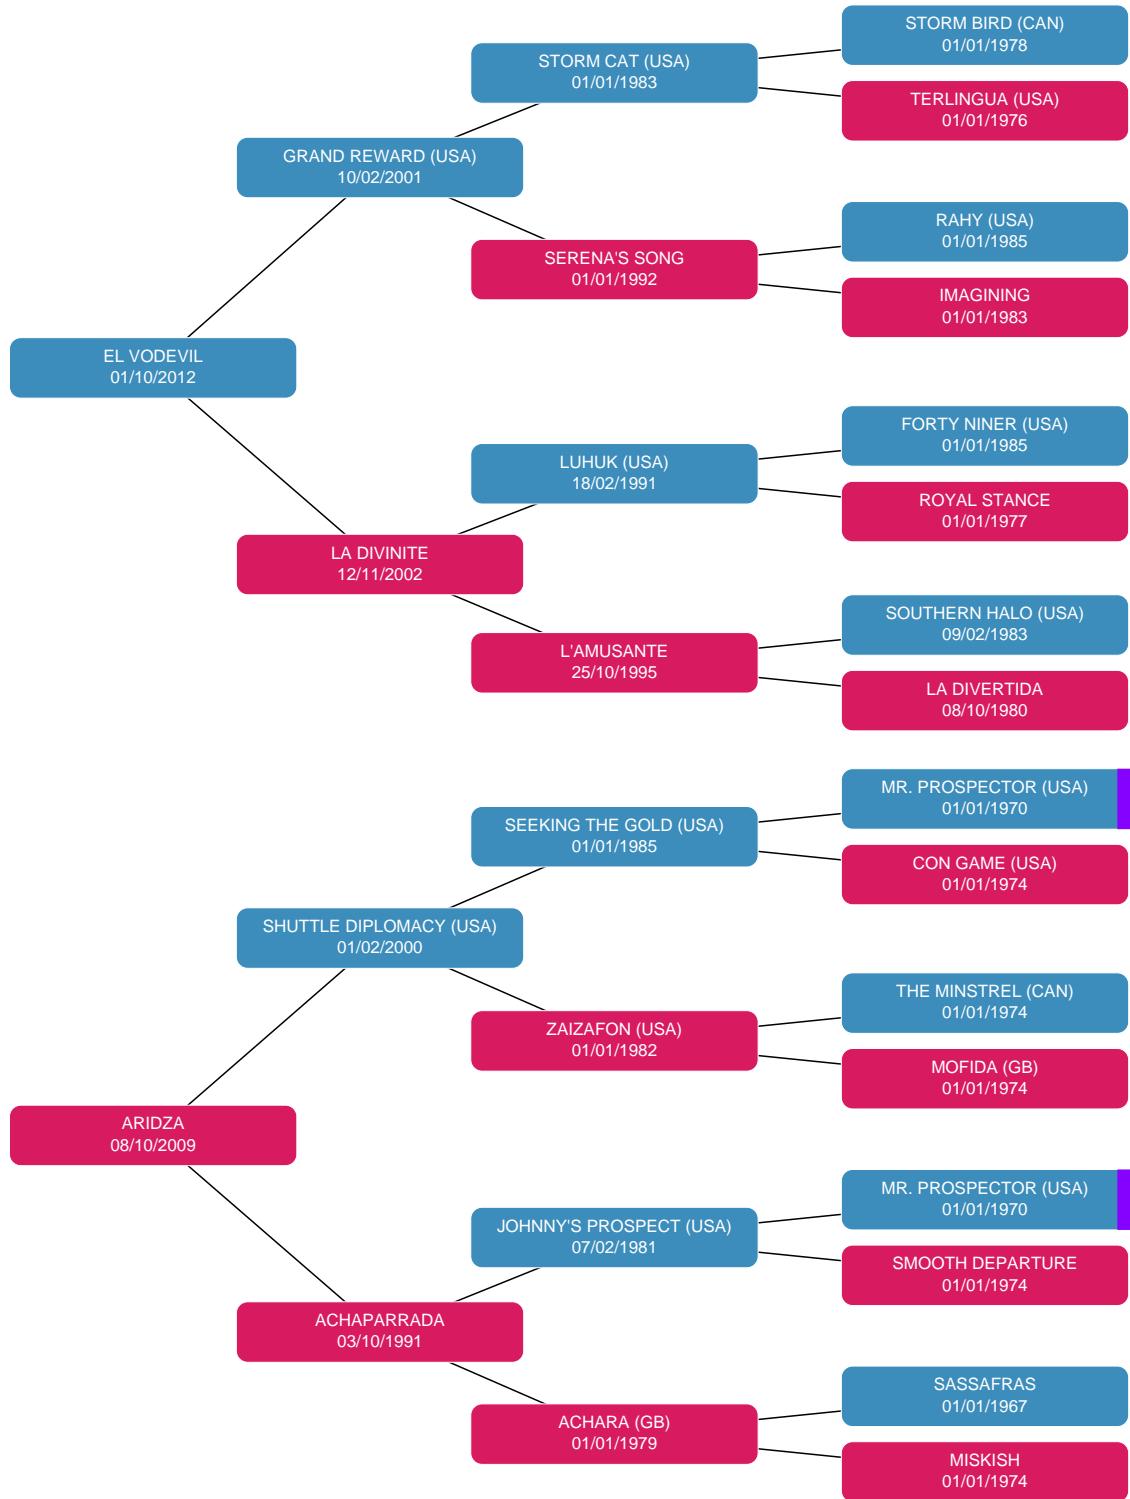 STORM BIRD (CAN)
01/01/1978
STORM CAT (USA)
01/01/1983
TERLINGUA (USA)
01/01/1976
GRAND REWARD (USA)
10/02/2001
RAHY (USA)
01/01/1985
SERENA'S SONG
01/01/1992
IMAGINING
01/01/1983
EL VODEVIL
01/10/2012
FORTY NINER (USA)
01/01/1985
LUHUK (USA)
18/02/1991
ROYAL STANCE
01/01/1977
LA DIVINITE
12/11/2002
SOUTHERN HALO (USA)
09/02/1983
L'AMUSANTE
25/10/1995
LA DIVERTIDA
08/10/1980
MR. PROSPECTOR (USA)
01/01/1970
SEEKING THE GOLD (USA)
01/01/1985
CON GAME (USA)
01/01/1974
SHUTTLE DIPLOMACY (USA)
01/02/2000
THE MINSTREL (CAN)
01/01/1974
ZAIZAFON (USA)
01/01/1982
MOFIDA (GB)
01/01/1974
ARIDZA
08/10/2009
MR. PROSPECTOR (USA)
01/01/1970
JOHNNY'S PROSPECT (USA)
07/02/1981
SMOOTH DEPARTURE
01/01/1974
ACHAPARRADA
03/10/1991
SASSAFRAS
01/01/1967
ACHARA (GB)
01/01/1979
MISKISH
01/01/1974